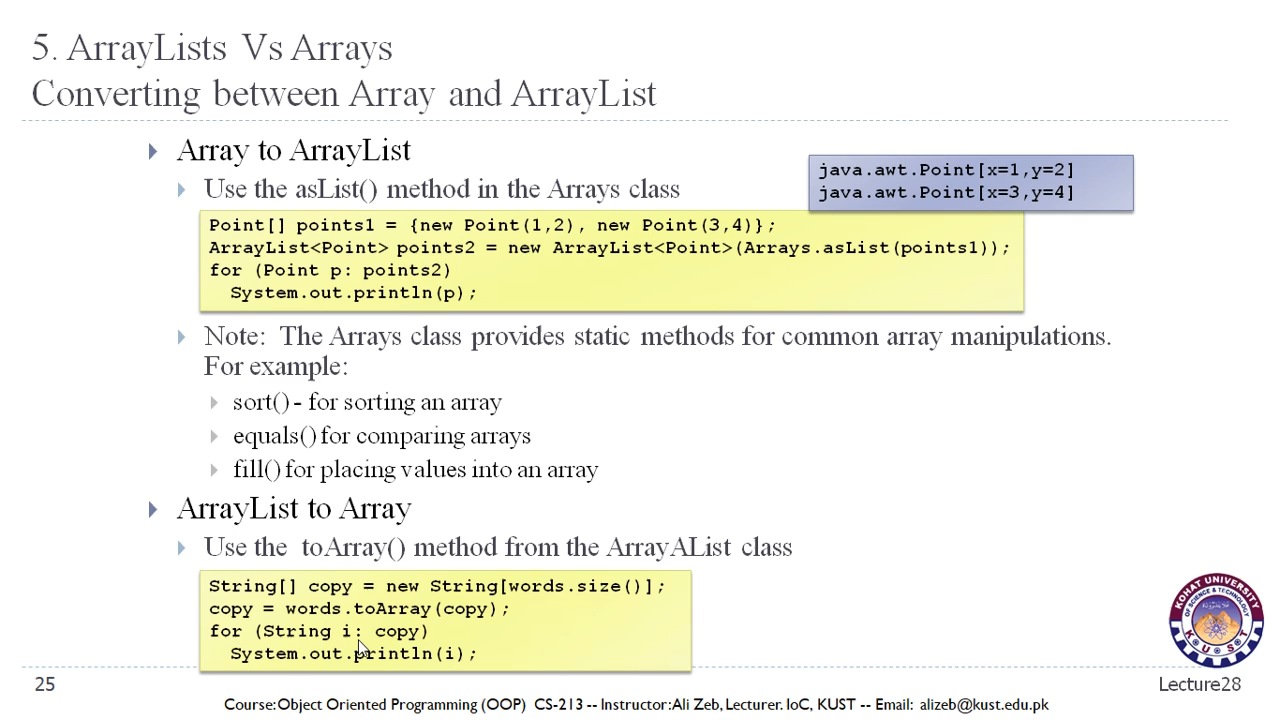 5. ArrayLists Vs Arrays
Converting between Array and ArrayList
Array to ArrayList
Use the asList() method in the Arrays class
java.awt.Point[x=1,y=2]
java.awt.Point[x=3,y=4]
Point[] points1 = {new Point(1,2), new Point(3,4)};
ArrayList<Point> points2 = new ArrayList<Point>(Arrays.asList(points1));
for (Point p: points2)
System.out.println(p);
Note: The Arrays class provides static methods for common array manipulations.
For example:
sort() - for sorting an array
equals() for comparing arrays
fill() for placing values into an array
ArrayList to Array
Use the toArray() method from the ArrayAList class
String[] copy = new String[words.size()];
copy = words.toArray(copy);
for (String i: copy)
System.out.println(i);
KOHAT UNIVERSITY
OF SCIENCE & TECHNOLOGY
K U S T
25
Lecture28
Course: Object Oriented Programming (OOP) CS-213 -- Instructor: Ali Zeb, Lecturer. IoC, KUST -- Email: alizeb@kust.edu.pk